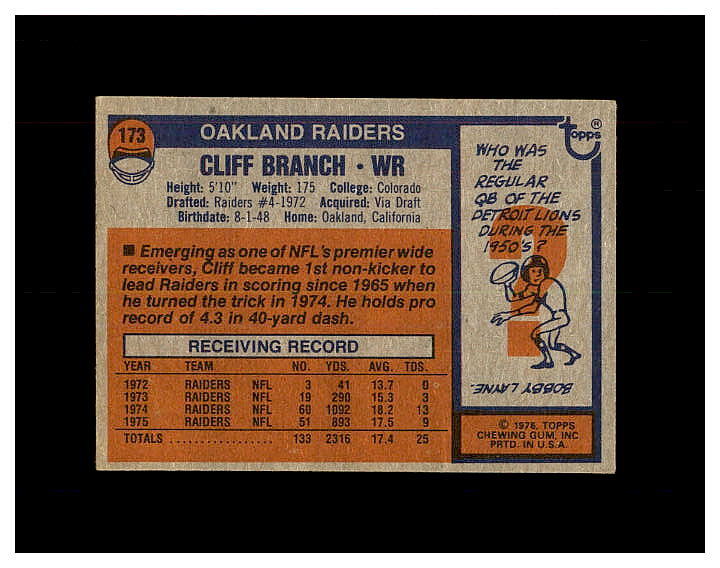 173
OAKLAND RAIDERS
CLIFF BRANCH • WR
Height: 5'10" Weight: 175 College: Colorado
Drafted: Raiders #4-1972 Acquired: Via Draft
Birthdate: 8-1-48 Home: Oakland, California
■ Emerging as one of NFL's premier wide
receivers, Cliff became 1st non-kicker to
lead Raiders in scoring since 1965 when
he turned the trick in 1974. He holds pro
record of 4.3 in 40-yard dash.
RECEIVING RECORD
YEAR TEAM NO. YDS. AVG. TDS.
1972 RAIDERS NFL 3 41 13.7 0
1973 RAIDERS NFL 19 290 15.3 3
1974 RAIDERS NFL 60 1092 18.2 13
1975 RAIDERS NFL 51 893 17.5 9
TOTALS .................. 133 2316 17.4 25
topps®
WHO WAS
THE
REGULAR
QB OF THE
DETROIT LIONS
DURING THE
1950'S?
?
BOBBY LAYNE.
© 1976, TOPPS
CHEWING GUM, INC
PRTD. IN U.S.A.